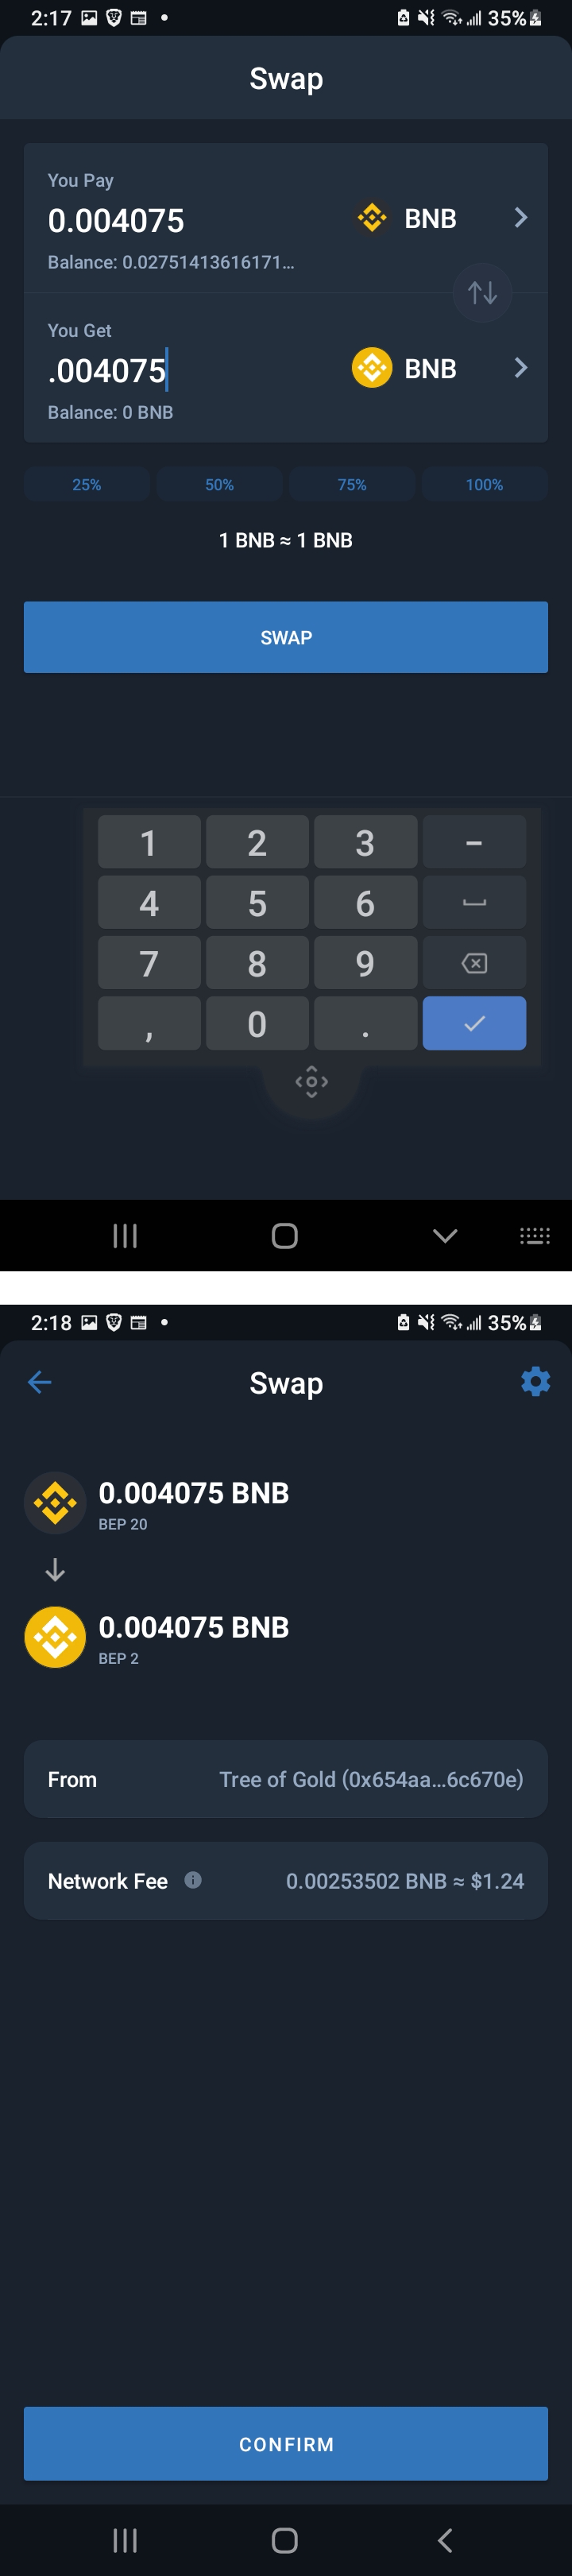 2:17 35%
Swap
You Pay
0.004075 BNB
Balance: 0.02751413616171...
You Get
.004075 BNB
Balance: 0 BNB
25% 50% 75% 100%
1 BNB ≈ 1 BNB
SWAP
1 2 3 -
4 5 6
7 8 9
, 0 .
2:18 35%
Swap
0.004075 BNB
BEP 20
0.004075 BNB
BEP 2
From Tree of Gold (0x654aa...6c670e)
Network Fee 0.00253502 BNB ≈ $1.24
CONFIRM